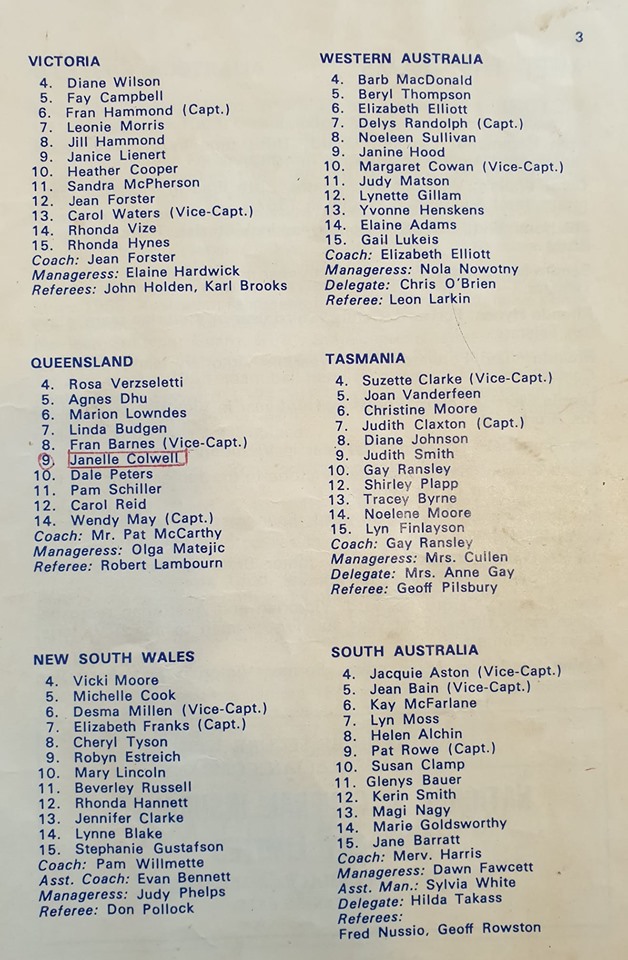 3
VICTORIA
4. Diane Wilson
5. Fay Campbell
6. Fran Hammond (Capt.)
7. Leonie Morris
8. Jill Hammond
9. Janice Lienert
10. Heather Cooper
11. Sandra McPherson
12. Jean Forster
13. Carol Waters (Vice-Capt.)
14. Rhonda Vize
15. Rhonda Hynes
Coach: Jean Forster
Manageress: Elaine Hardwick
Referees: John Holden, Karl Brooks
WESTERN AUSTRALIA
4. Barb MacDonald
5. Beryl Thompson
6. Elizabeth Elliott
7. Delys Randolph (Capt.)
8. Noeleen Sullivan
9. Janine Hood
10. Margaret Cowan (Vice-Capt.)
11. Judy Matson
12. Lynette Gillam
13. Yvonne Henskens
14. Elaine Adams
15. Gail Lukeis
Coach: Elizabeth Elliott
Manageress: Nola Nowotny
Delegate: Chris O'Brien
Referee: Leon Larkin
QUEENSLAND
4. Rosa Verzseletti
5. Agnes Dhu
6. Marion Lowndes
7. Linda Budgen
8. Fran Barnes (Vice-Capt.)
9. Janelle Colwell
10. Dale Peters
11. Pam Schiller
12. Carol Reid
14. Wendy May (Capt.)
Coach: Mr. Pat McCarthy
Manageress: Olga Matejic
Referee: Robert Lambourn
TASMANIA
4. Suzette Clarke (Vice-Capt.)
5. Joan Vanderfeen
6. Christine Moore
7. Judith Claxton (Capt.)
8. Diane Johnson
9. Judith Smith
10. Gay Ransley
12. Shirley Plapp
13. Tracey Byrne
14. Noelene Moore
15. Lyn Finlayson
Coach: Gay Ransley
Manageress: Mrs. Cullen
Delegate: Mrs. Anne Gay
Referee: Geoff Pilsbury
NEW SOUTH WALES
4. Vicki Moore
5. Michelle Cook
6. Desma Millen (Vice-Capt.)
7. Elizabeth Franks (Capt.)
8. Cheryl Tyson
9. Robyn Estreich
10. Mary Lincoln
11. Beverley Russell
12. Rhonda Hannett
13. Jennifer Clarke
14. Lynne Blake
15. Stephanie Gustafson
Coach: Pam Willmette
Asst. Coach: Evan Bennett
Manageress: Judy Phelps
Referee: Don Pollock
SOUTH AUSTRALIA
4. Jacquie Aston (Vice-Capt.)
5. Jean Bain (Vice-Capt.)
6. Kay McFarlane
7. Lyn Moss
8. Helen Alchin
9. Pat Rowe (Capt.)
10. Susan Clamp
11. Glenys Bauer
12. Kerin Smith
13. Magi Nagy
14. Marie Goldsworthy
15. Jane Barratt
Coach: Merv. Harris
Manageress: Dawn Fawcett
Asst. Man.: Sylvia White
Delegate: Hilda Takass
Referees:
Fred Nussio, Geoff Rowston